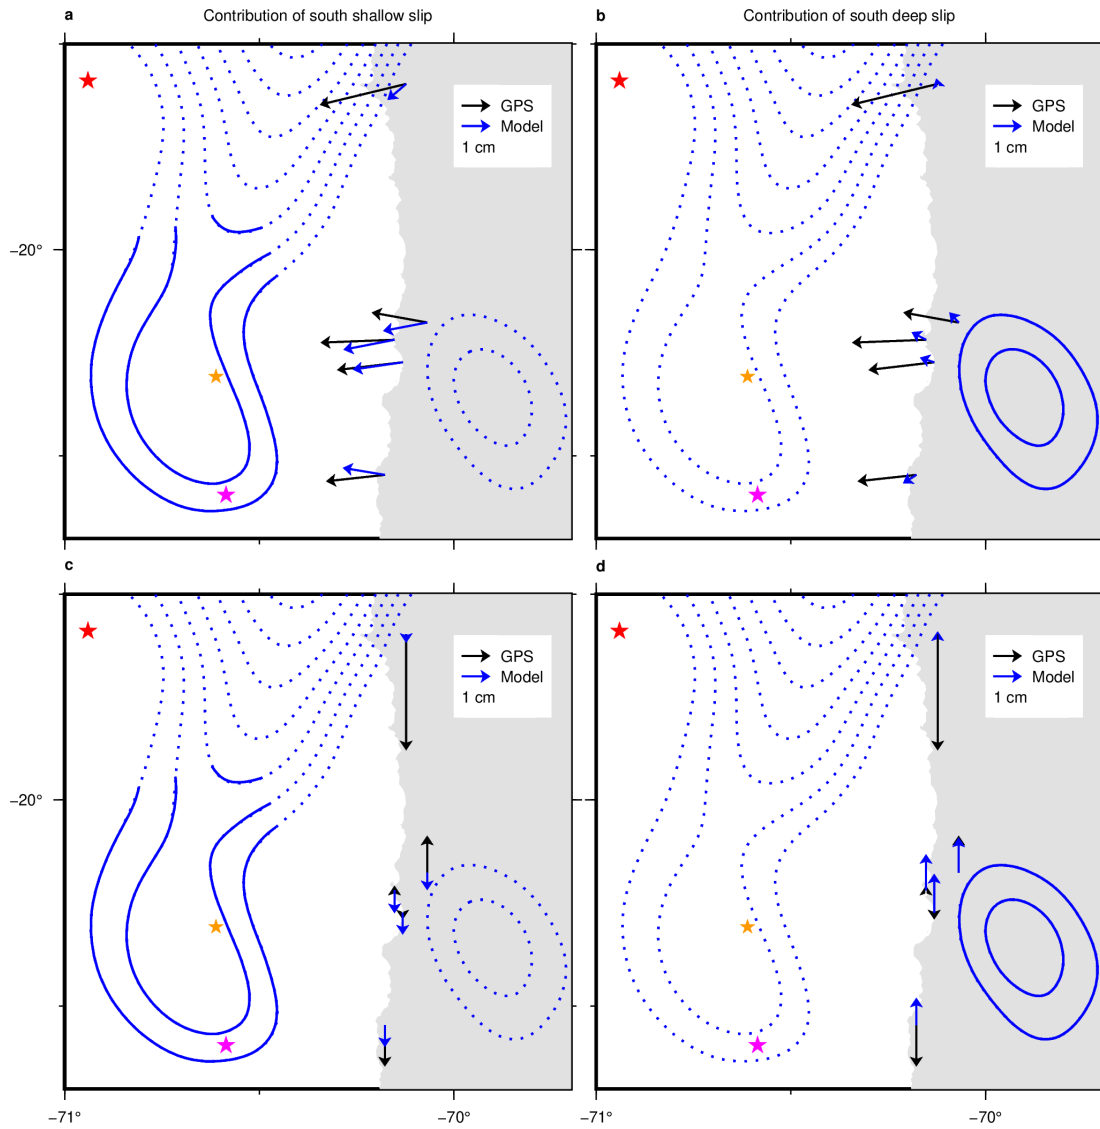 a Contribution of south shallow slip
b Contribution of south deep slip
GPS
Model
1 cm
GPS
Model
1 cm
−20°
c
d
GPS
Model
1 cm
GPS
Model
1 cm
−20°
−71° −70° −71° −70°